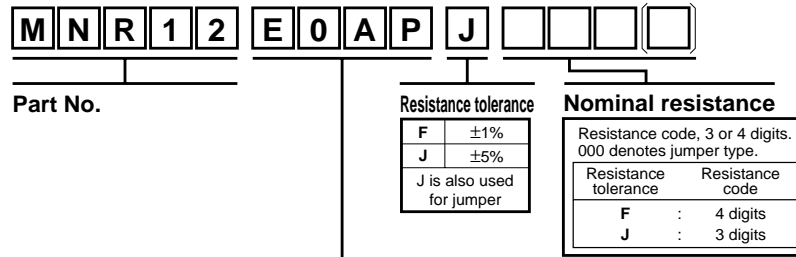 M N R 1 2 E 0 A P J
Part No.
Resistance tolerance
F ±1%
J ±5%
J is also used
for jumper
Nominal resistance
Resistance code, 3 or 4 digits.
000 denotes jumper type.
Resistance tolerance Resistance code
F : 4 digits
J : 3 digits